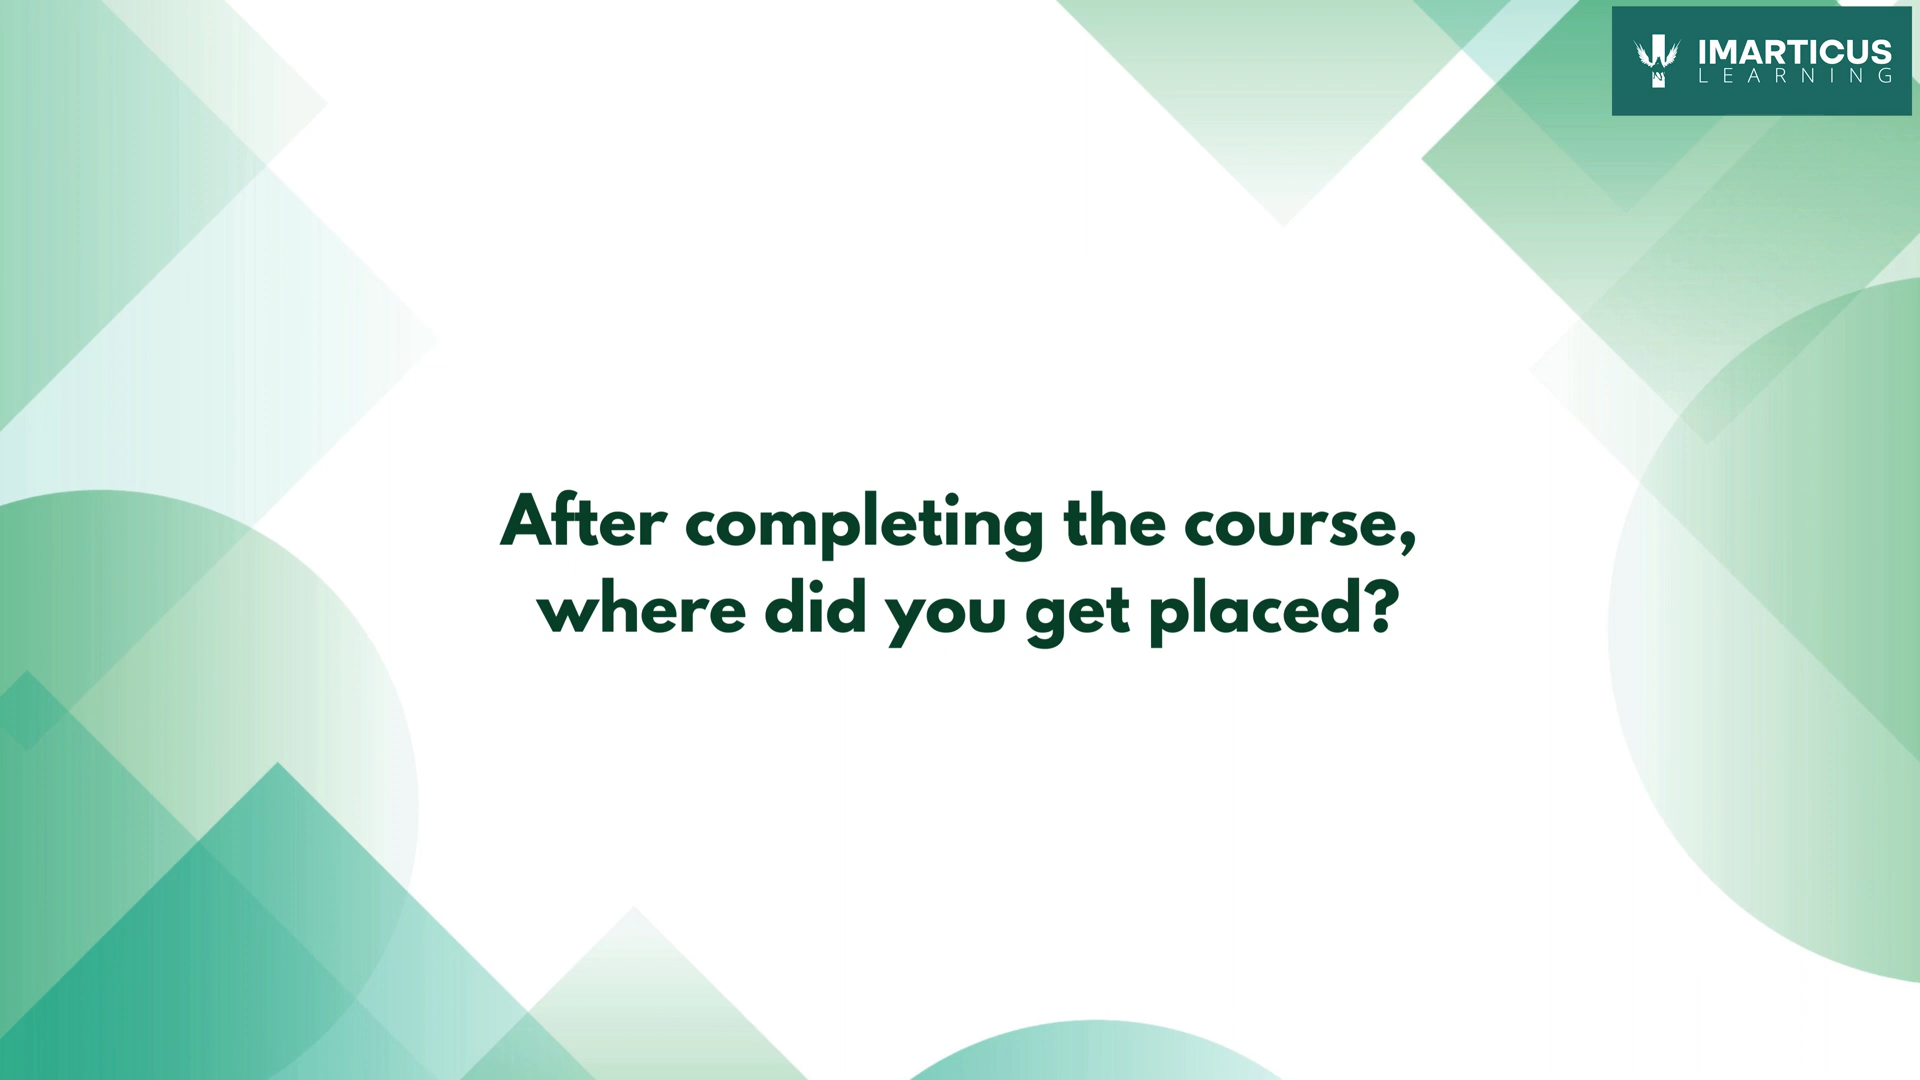 IMARTICUS
LEARNING
After completing the course,
where did you get placed?